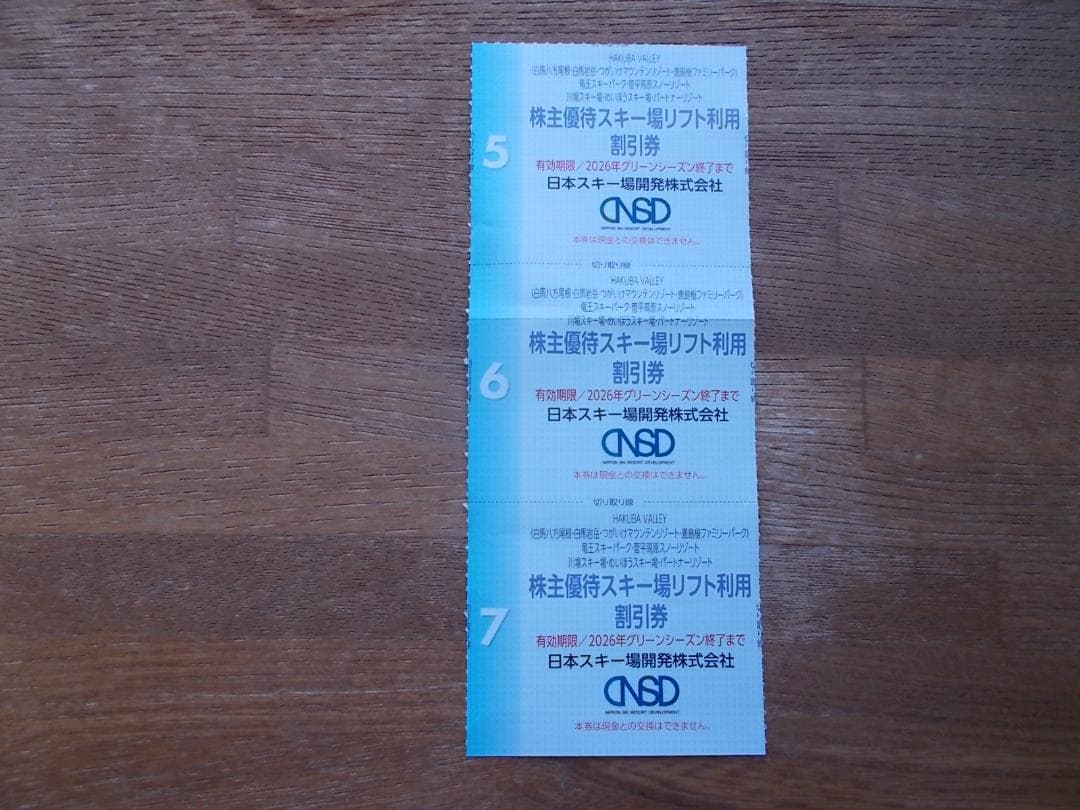 HAKUBA VALLEY
(白馬八方尾根・白馬岩岳・つがいけマウンテンリゾート・鹿島槍ファミリーパーク)
竜王スキーパーク・菅平高原スノーリゾート
川場スキー場・めいほうスキー場・パートナーリゾート
株主優待スキー場リフト利用
割引券
5
有効期限/2026年グリーンシーズン終了まで
日本スキー場開発株式会社
NSD
NIPPON SKI RESORT DEVELOPMENT
本券は現金との交換はできません。
切り取り線
HAKUBA VALLEY
(白馬八方尾根・白馬岩岳・つがいけマウンテンリゾート・鹿島槍ファミリーパーク)
竜王スキーパーク・菅平高原スノーリゾート
川場スキー場・めいほうスキー場・パートナーリゾート
株主優待スキー場リフト利用
割引券
6
有効期限/2026年グリーンシーズン終了まで
日本スキー場開発株式会社
NSD
NIPPON SKI RESORT DEVELOPMENT
本券は現金との交換はできません。
切り取り線
HAKUBA VALLEY
(白馬八方尾根・白馬岩岳・つがいけマウンテンリゾート・鹿島槍ファミリーパーク)
竜王スキーパーク・菅平高原スノーリゾート
川場スキー場・めいほうスキー場・パートナーリゾート
株主優待スキー場リフト利用
割引券
7
有効期限/2026年グリーンシーズン終了まで
日本スキー場開発株式会社
NSD
NIPPON SKI RESORT DEVELOPMENT
本券は現金との交換はできません。